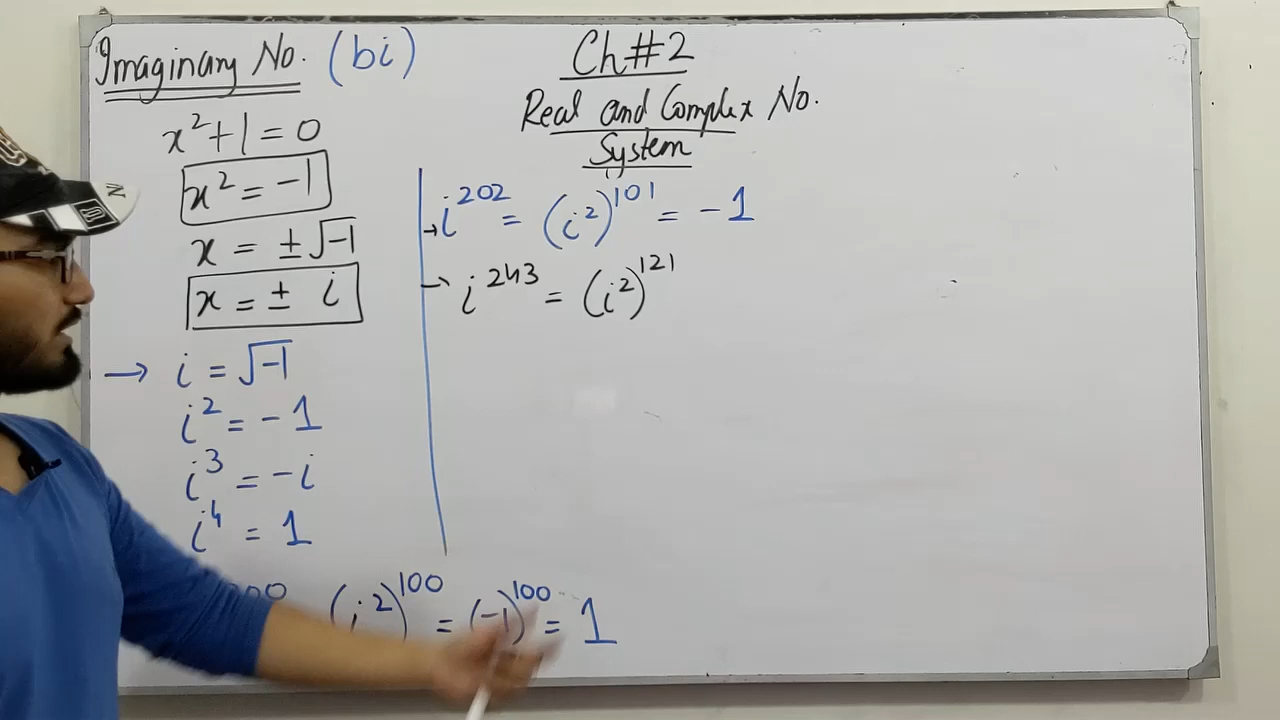 Imaginary No. (bi)
x²+1=0
x² = -1
x = ±√-1
x = ± i
→ i = √-1
i² = -1
i³ = -i
i⁴ = 1
00 (i²)¹⁰⁰ = (-1)¹⁰⁰ = 1
Ch#2
Real and Complex No.
System
→ i²⁰² = (i²)¹⁰¹ = -1
→ i²⁴³ = (i²)¹²¹
N